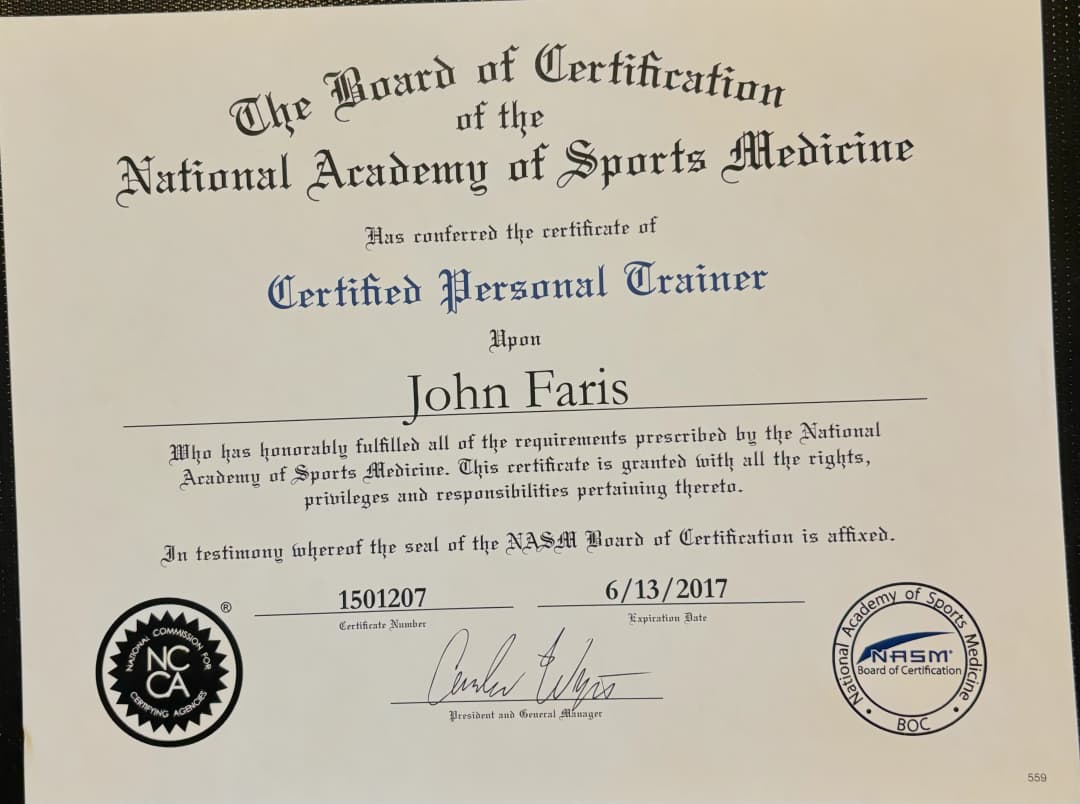 The Board of Certification
of the
National Academy of Sports Medicine
Has conferred the certificate of
Certified Personal Trainer
Upon
John Faris
Who has honorably fulfilled all of the requirements prescribed by the National
Academy of Sports Medicine. This certificate is granted with all the rights,
privileges and responsibilities pertaining thereto.
In testimony whereof the seal of the NASM Board of Certification is affixed.
1501207
Certificate Number
6/13/2017
Expiration Date
President and General Manager
NATIONAL COMMISSION FOR
NC
CA
CERTIFYING AGENCIES
®
National Academy of Sports Medicine
NASM
Board of Certification
BOC
559